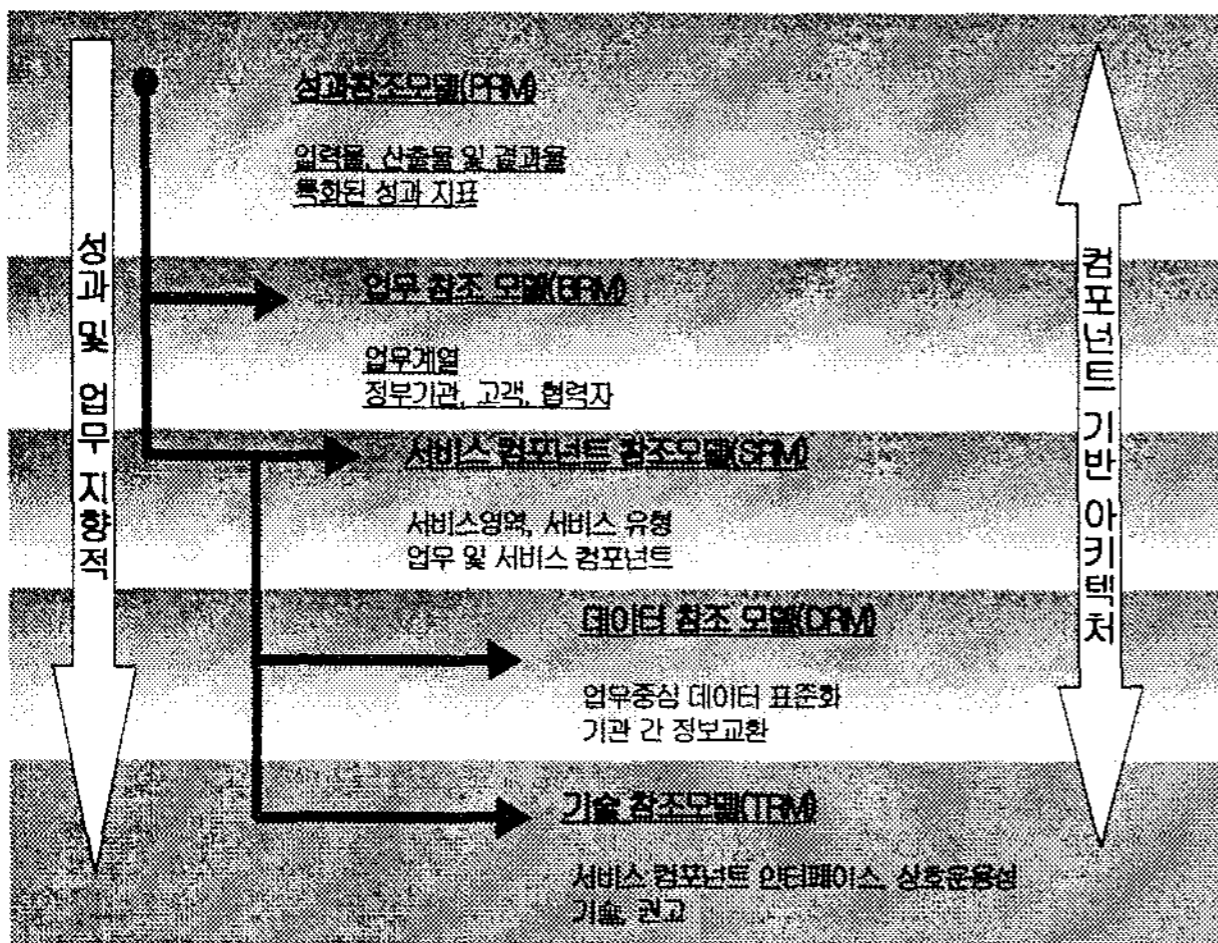 성과참조모델(PRM)
입력물, 산출물 및 결과물
특화된 성과 지표
업무 참조 모델(BRM)
업무계열
정부기관, 고객, 협력자
서비스 컴포넌트 참조모델(SRM)
서비스영역, 서비스 유형
업무 및 서비스 컴포넌트
데이터 참조 모델(DRM)
업무중심 데이터 표준화
기관 간 정보교환
기술 참조모델(TRM)
서비스 컴포넌트 인터페이스, 상호운용성
기술, 권고
성과 및 업무 지향적
컴포넌트 기반 아키텍처